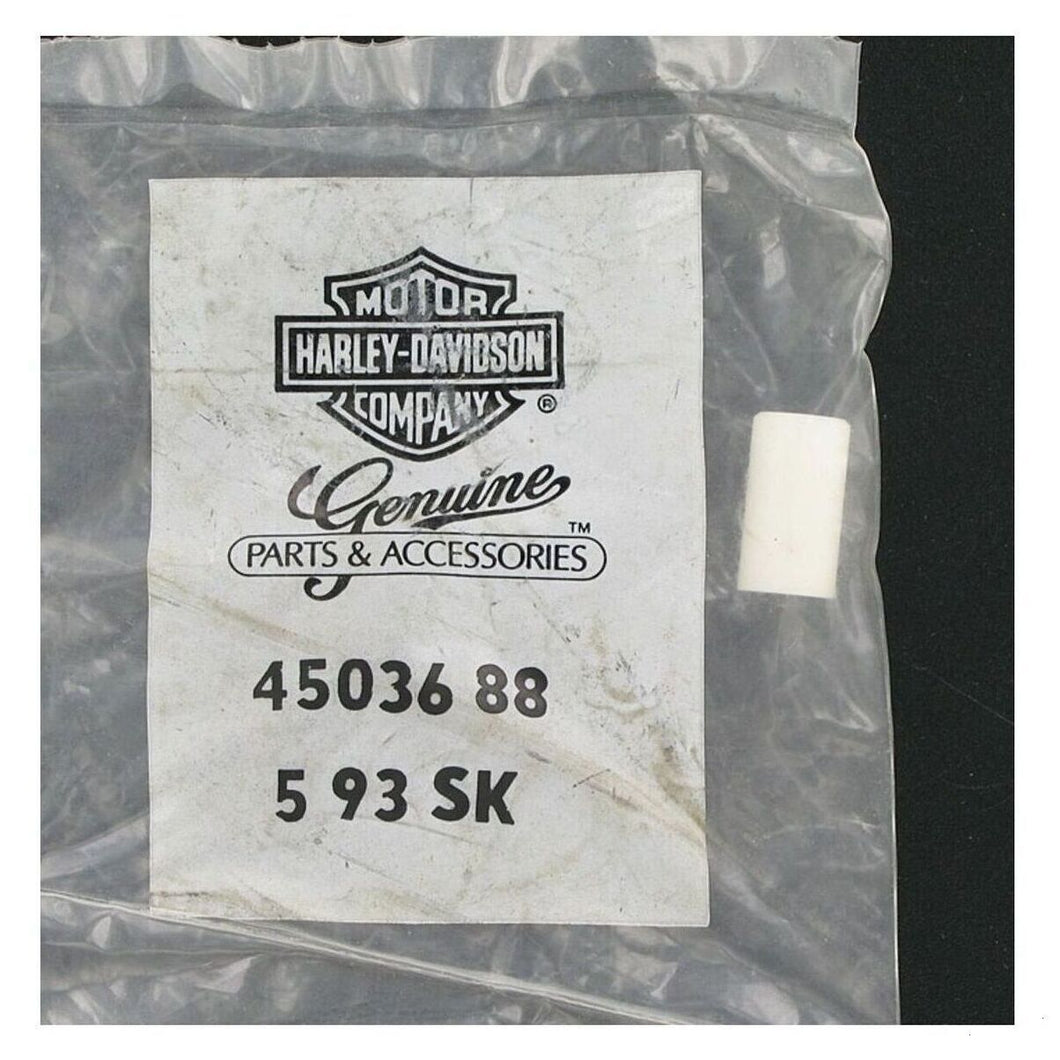 MOTOR
HARLEY-DAVIDSON
COMPANY ®
Genuine
PARTS & ACCESSORIES ™
45036 88
5 93 SK